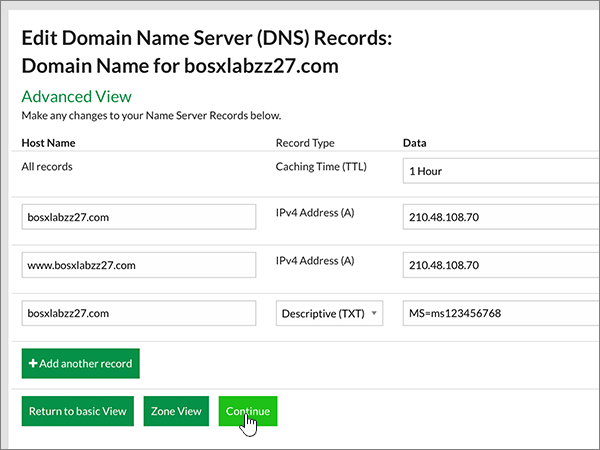 Edit Domain Name Server (DNS) Records:
Domain Name for bosxlabzz27.com
Advanced View
Make any changes to your Name Server Records below.
Host Name Record Type Data
All records Caching Time (TTL) 1 Hour
bosxlabzz27.com IPv4 Address (A) 210.48.108.70
www.bosxlabzz27.com IPv4 Address (A) 210.48.108.70
bosxlabzz27.com Descriptive (TXT) MS=ms123456768
+Add another record
Return to basic View Zone View Continue